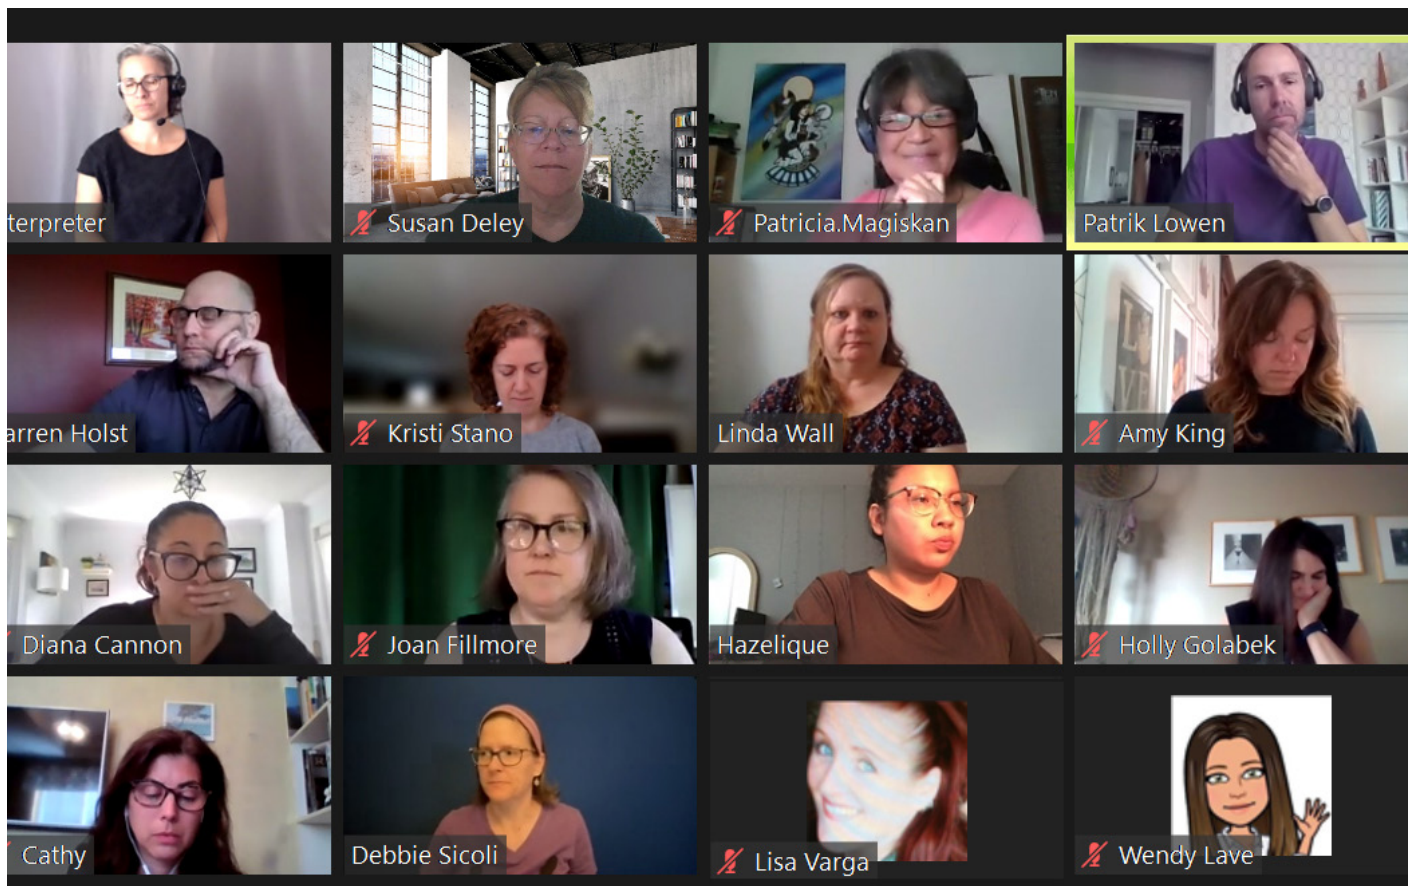 terpreter
Susan Deley
Patricia.Magiskan
Patrik Lowen
arren Holst
Kristi Stano
Linda Wall
Amy King
Diana Cannon
Joan Fillmore
Hazelique
Holly Golabek
Cathy
Debbie Sicoli
Lisa Varga
Wendy Lave